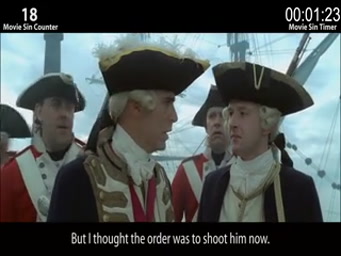 18
Movie Sin Counter
00:01:23
Movie Sin Timer
But I thought the order was to shoot him now.